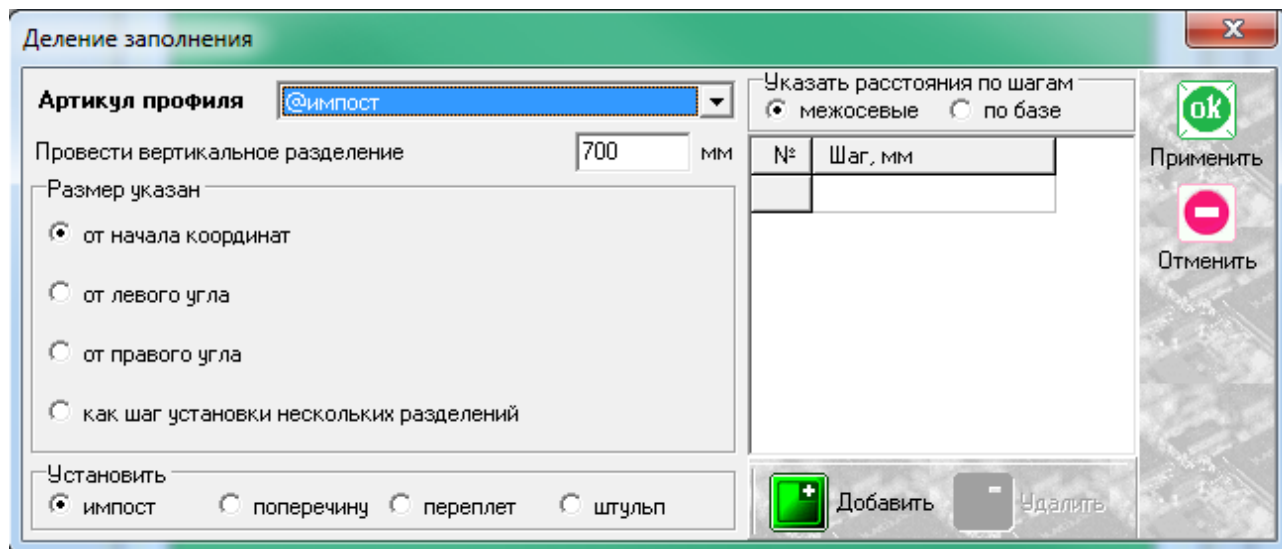 Деление заполнения
Артикул профиля @импост
Провести вертикальное разделение 700 мм
Размер указан
от начала координат
от левого угла
от правого угла
как шаг установки нескольких разделений
Установить
импост поперечину переплет штульп
Указать расстояния по шагам
межосевые по базе
№ Шаг, мм
Добавить Удалить
ok
Применить
Отменить